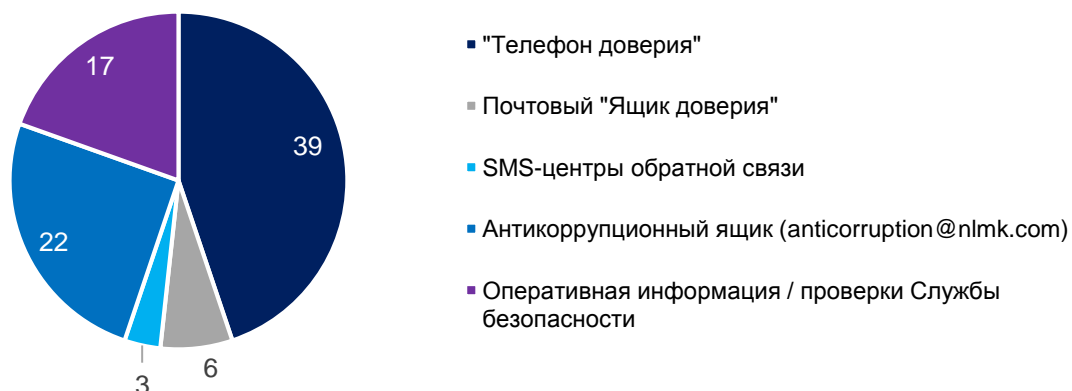 17
39
22
3
6
"Телефон доверия"
Почтовый "Ящик доверия"
SMS-центры обратной связи
Антикоррупционный ящик (anticorruption@nlmk.com)
Оперативная информация / проверки Службы
безопасности